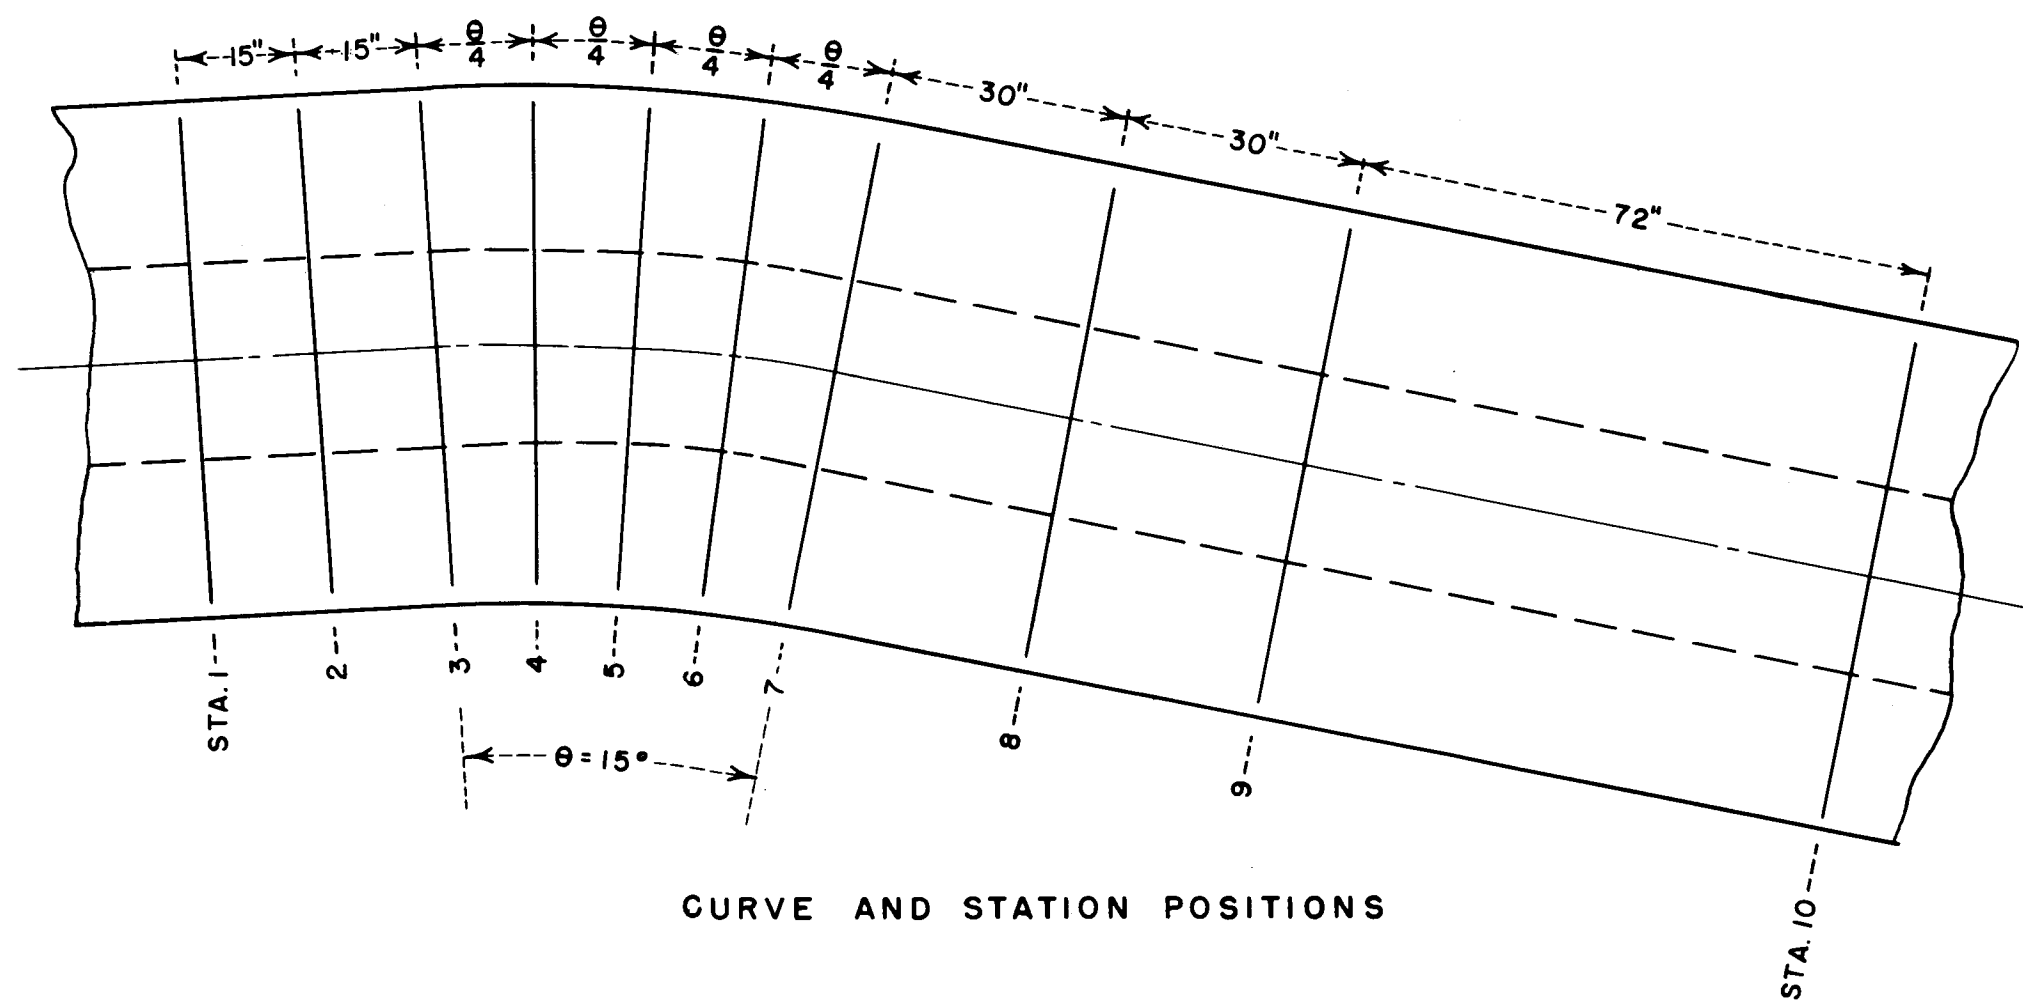 15" 15" θ/4 θ/4 θ/4 θ/4 30" 30" 72"
STA. 1 2 3 4 5 6 7 8 9 STA. 10
θ = 15°
CURVE AND STATION POSITIONS